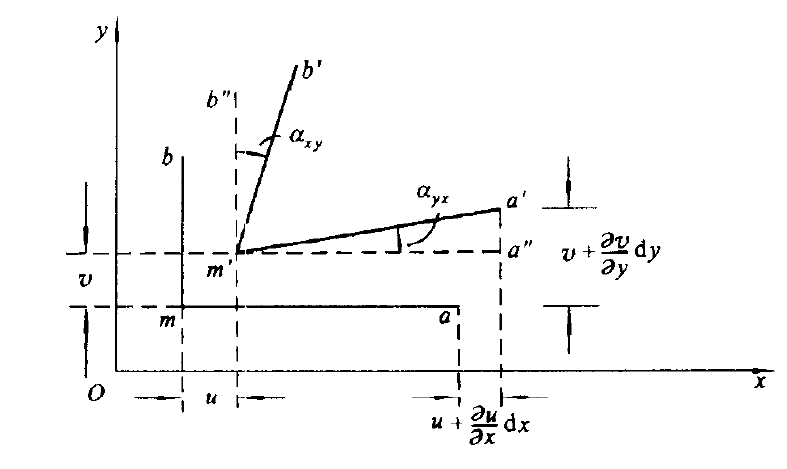 y
b'
b"
α_xy
b
α_yx
a'
a"
v + ∂v/∂y dy
m'
v
m
a
O
x
u
u + ∂u/∂x dx